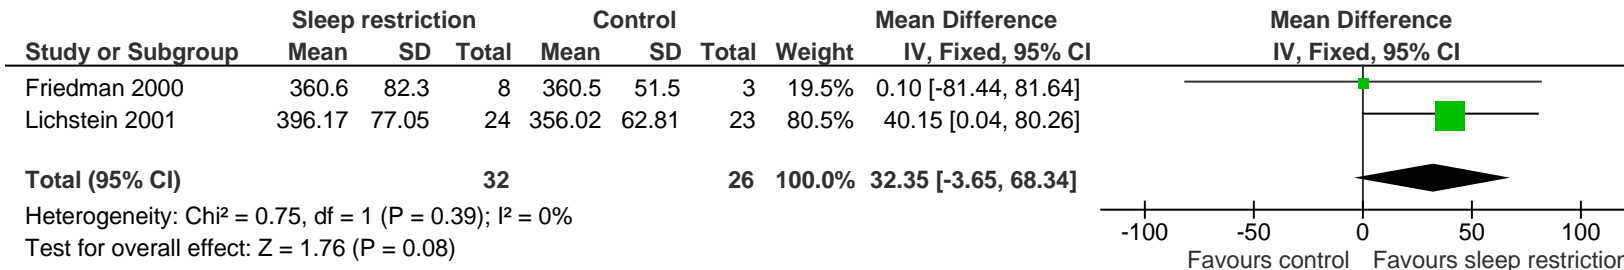 Sleep restriction Control Mean Difference Mean Difference
Study or Subgroup Mean SD Total Mean SD Total Weight IV, Fixed, 95% CI IV, Fixed, 95% CI
Friedman 2000 360.6 82.3 8 360.5 51.5 3 19.5% 0.10 [-81.44, 81.64]
Lichstein 2001 396.17 77.05 24 356.02 62.81 23 80.5% 40.15 [0.04, 80.26]
Total (95% CI) 32 26 100.0% 32.35 [-3.65, 68.34]
Heterogeneity: Chi² = 0.75, df = 1 (P = 0.39); I² = 0%
Test for overall effect: Z = 1.76 (P = 0.08)
-100 -50 0 50 100
Favours control Favours sleep restriction